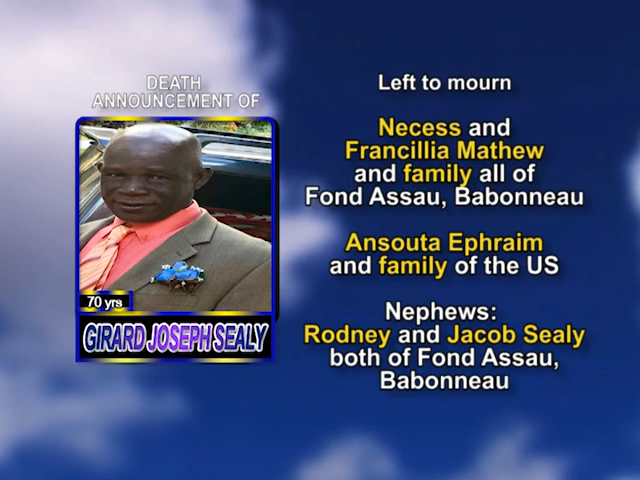 DEATH
ANNOUNCEMENT OF
70 yrs
GIRARD JOSEPH SEALY
Left to mourn
Necess and
Francillia Mathew
and family all of
Fond Assau, Babonneau
Ansouta Ephraim
and family of the US
Nephews:
Rodney and Jacob Sealy
both of Fond Assau,
Babonneau